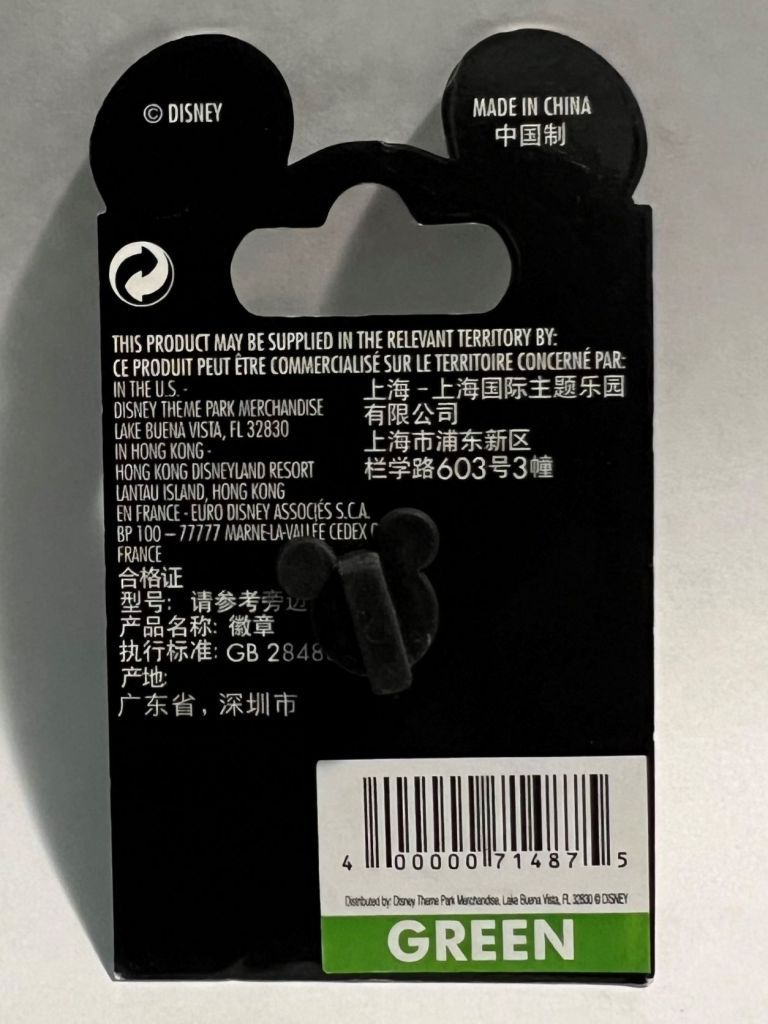 © DISNEY
MADE IN CHINA
中国制
THIS PRODUCT MAY BE SUPPLIED IN THE RELEVANT TERRITORY BY:
CE PRODUIT PEUT ÊTRE COMMERCIALISÉ SUR LE TERRITOIRE CONCERNÉ PAR:
IN THE U.S. -
DISNEY THEME PARK MERCHANDISE
LAKE BUENA VISTA, FL 32830
IN HONG KONG -
HONG KONG DISNEYLAND RESORT
LANTAU ISLAND, HONG KONG
EN FRANCE - EURO DISNEY ASSOCIÉS S.C.A.
BP 100 – 77777 MARNE-LA-VALLÉE CEDEX
FRANCE
上海 – 上海国际主题乐园
有限公司
上海市浦东新区
栏学路603号3幢
合格证
型号: 请参考旁边
产品名称: 徽章
执行标准: GB 2848
产地:
广东省, 深圳市
4 00000 71487 5
Distributed by: Disney Theme Park Merchandise, Lake Buena Vista, FL 32830 © DISNEY
GREEN